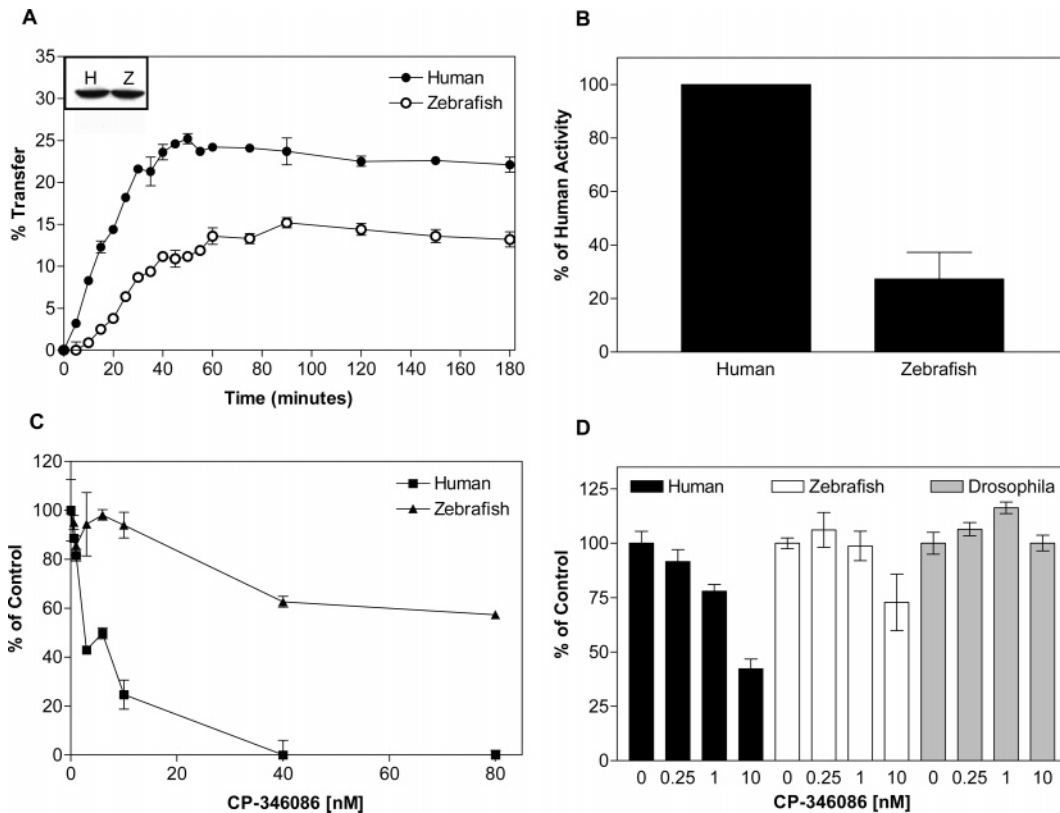 A
% Transfer
35
30
25
20
15
10
5
0
H Z
Human
Zebrafish
0 20 40 60 80 100 120 140 160 180
Time (minutes)
B
% of Human Activity
100
80
60
40
20
0
Human Zebrafish
C
% of Control
120
100
80
60
40
20
0
Human
Zebrafish
0 20 40 60 80
CP-346086 [nM]
D
% of Control
125
100
75
50
25
0
Human Zebrafish Drosophila
0 0.25 1 10 0 0.25 1 10 0 0.25 1 10
CP-346086 [nM]